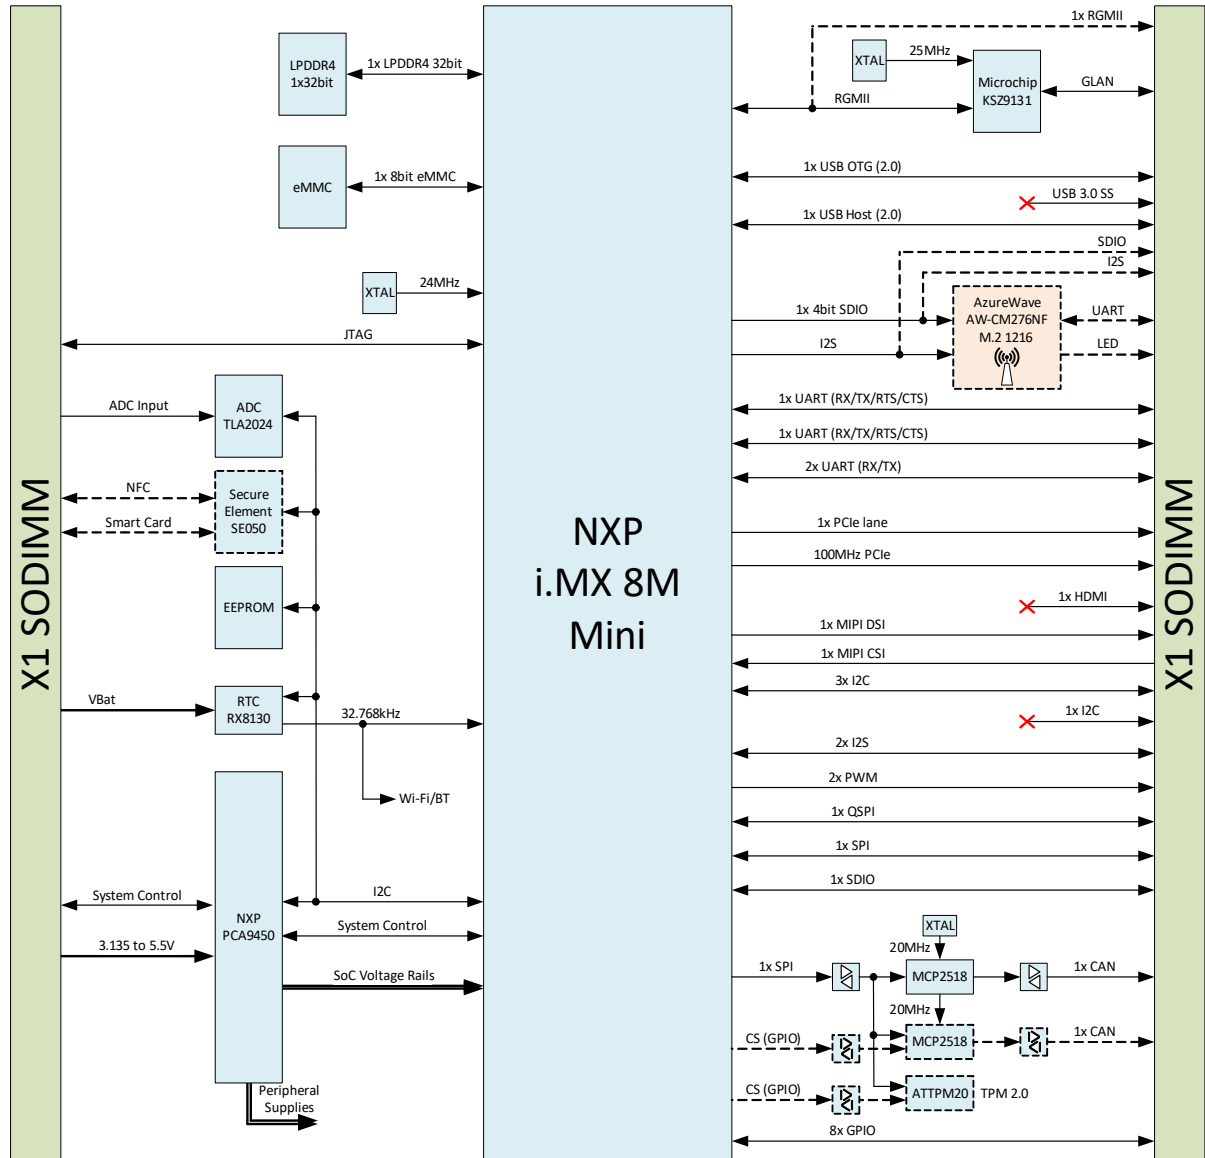 X1 SODIMM
LPDDR4
1x32bit
1x LPDDR4 32bit
eMMC
1x 8bit eMMC
XTAL
24MHz
JTAG
ADC Input
ADC
TLA2024
NFC
Smart Card
Secure
Element
SE050
EEPROM
VBat
RTC
RX8130
32.768kHz
Wi-Fi/BT
System Control
3.135 to 5.5V
NXP
PCA9450
I2C
System Control
SoC Voltage Rails
Peripheral
Supplies
NXP
i.MX 8M
Mini
1x RGMII
XTAL
25MHz
Microchip
KSZ9131
GLAN
RGMII
1x USB OTG (2.0)
USB 3.0 SS
1x USB Host (2.0)
SDIO
I2S
1x 4bit SDIO
I2S
AzureWave
AW-CM276NF
M.2 1216
UART
LED
1x UART (RX/TX/RTS/CTS)
1x UART (RX/TX/RTS/CTS)
2x UART (RX/TX)
1x PCIe lane
100MHz PCIe
1x HDMI
1x MIPI DSI
1x MIPI CSI
3x I2C
1x I2C
2x I2S
2x PWM
1x QSPI
1x SPI
1x SDIO
XTAL
20MHz
1x SPI
MCP2518
1x CAN
20MHz
CS (GPIO)
MCP2518
1x CAN
CS (GPIO)
ATTPM20
TPM 2.0
8x GPIO
X1 SODIMM